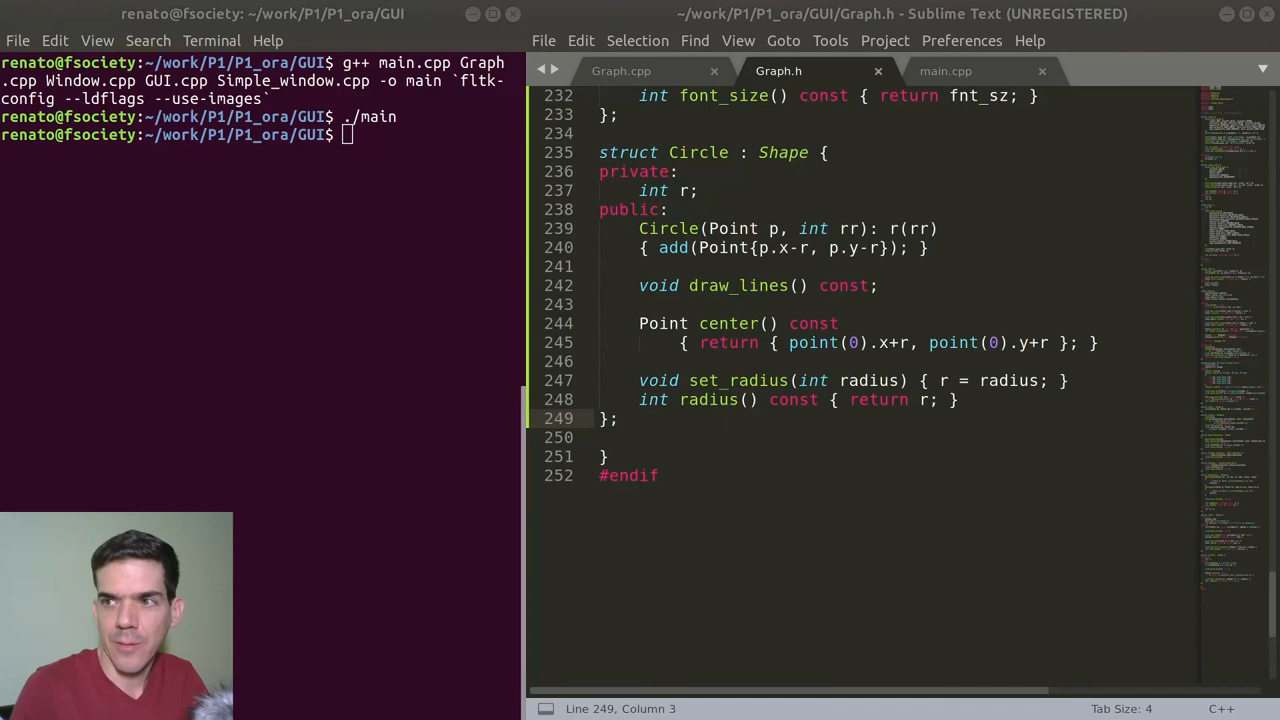 renato@fsociety: ~/work/P1/P1_ora/GUI
File Edit View Search Terminal Help
renato@fsociety:~/work/P1/P1_ora/GUI$ g++ main.cpp Graph
.cpp Window.cpp GUI.cpp Simple_window.cpp -o main `fltk-
config --ldflags --use-images`
renato@fsociety:~/work/P1/P1_ora/GUI$ ./main
renato@fsociety:~/work/P1/P1_ora/GUI$
~/work/P1/P1_ora/GUI/Graph.h - Sublime Text (UNREGISTERED)
File Edit Selection Find View Goto Tools Project Preferences Help
Graph.cpp Graph.h main.cpp
232 int font_size() const { return fnt_sz; }
233 };
234
235 struct Circle : Shape {
236 private:
237 int r;
238 public:
239 Circle(Point p, int rr): r(rr)
240 { add(Point{p.x-r, p.y-r}); }
241
242 void draw_lines() const;
243
244 Point center() const
245 { return { point(0).x+r, point(0).y+r }; }
246
247 void set_radius(int radius) { r = radius; }
248 int radius() const { return r; }
249 };
250
251 }
252 #endif
Line 249, Column 3
Tab Size: 4
C++